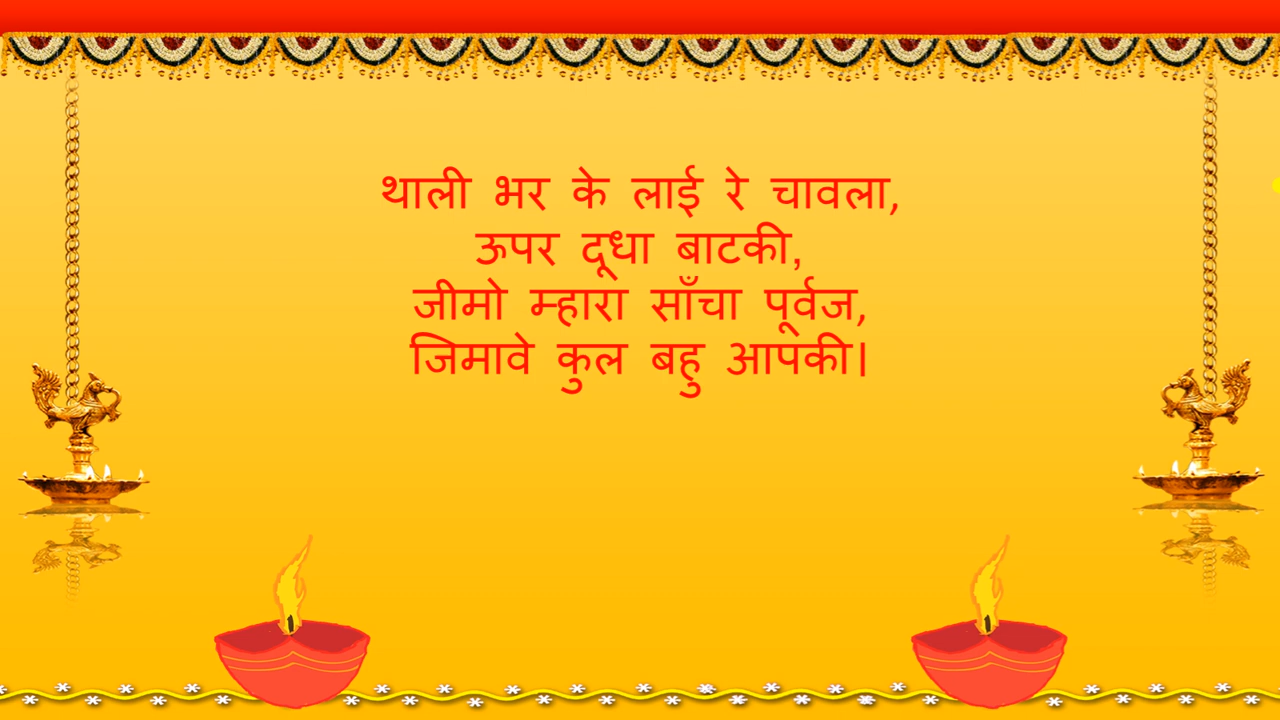 थाली भर के लाई रे चावला,
ऊपर दूधा बाटकी,
जीमो म्हारा साँचा पूर्वज,
जिमावे कुल बहु आपकी।